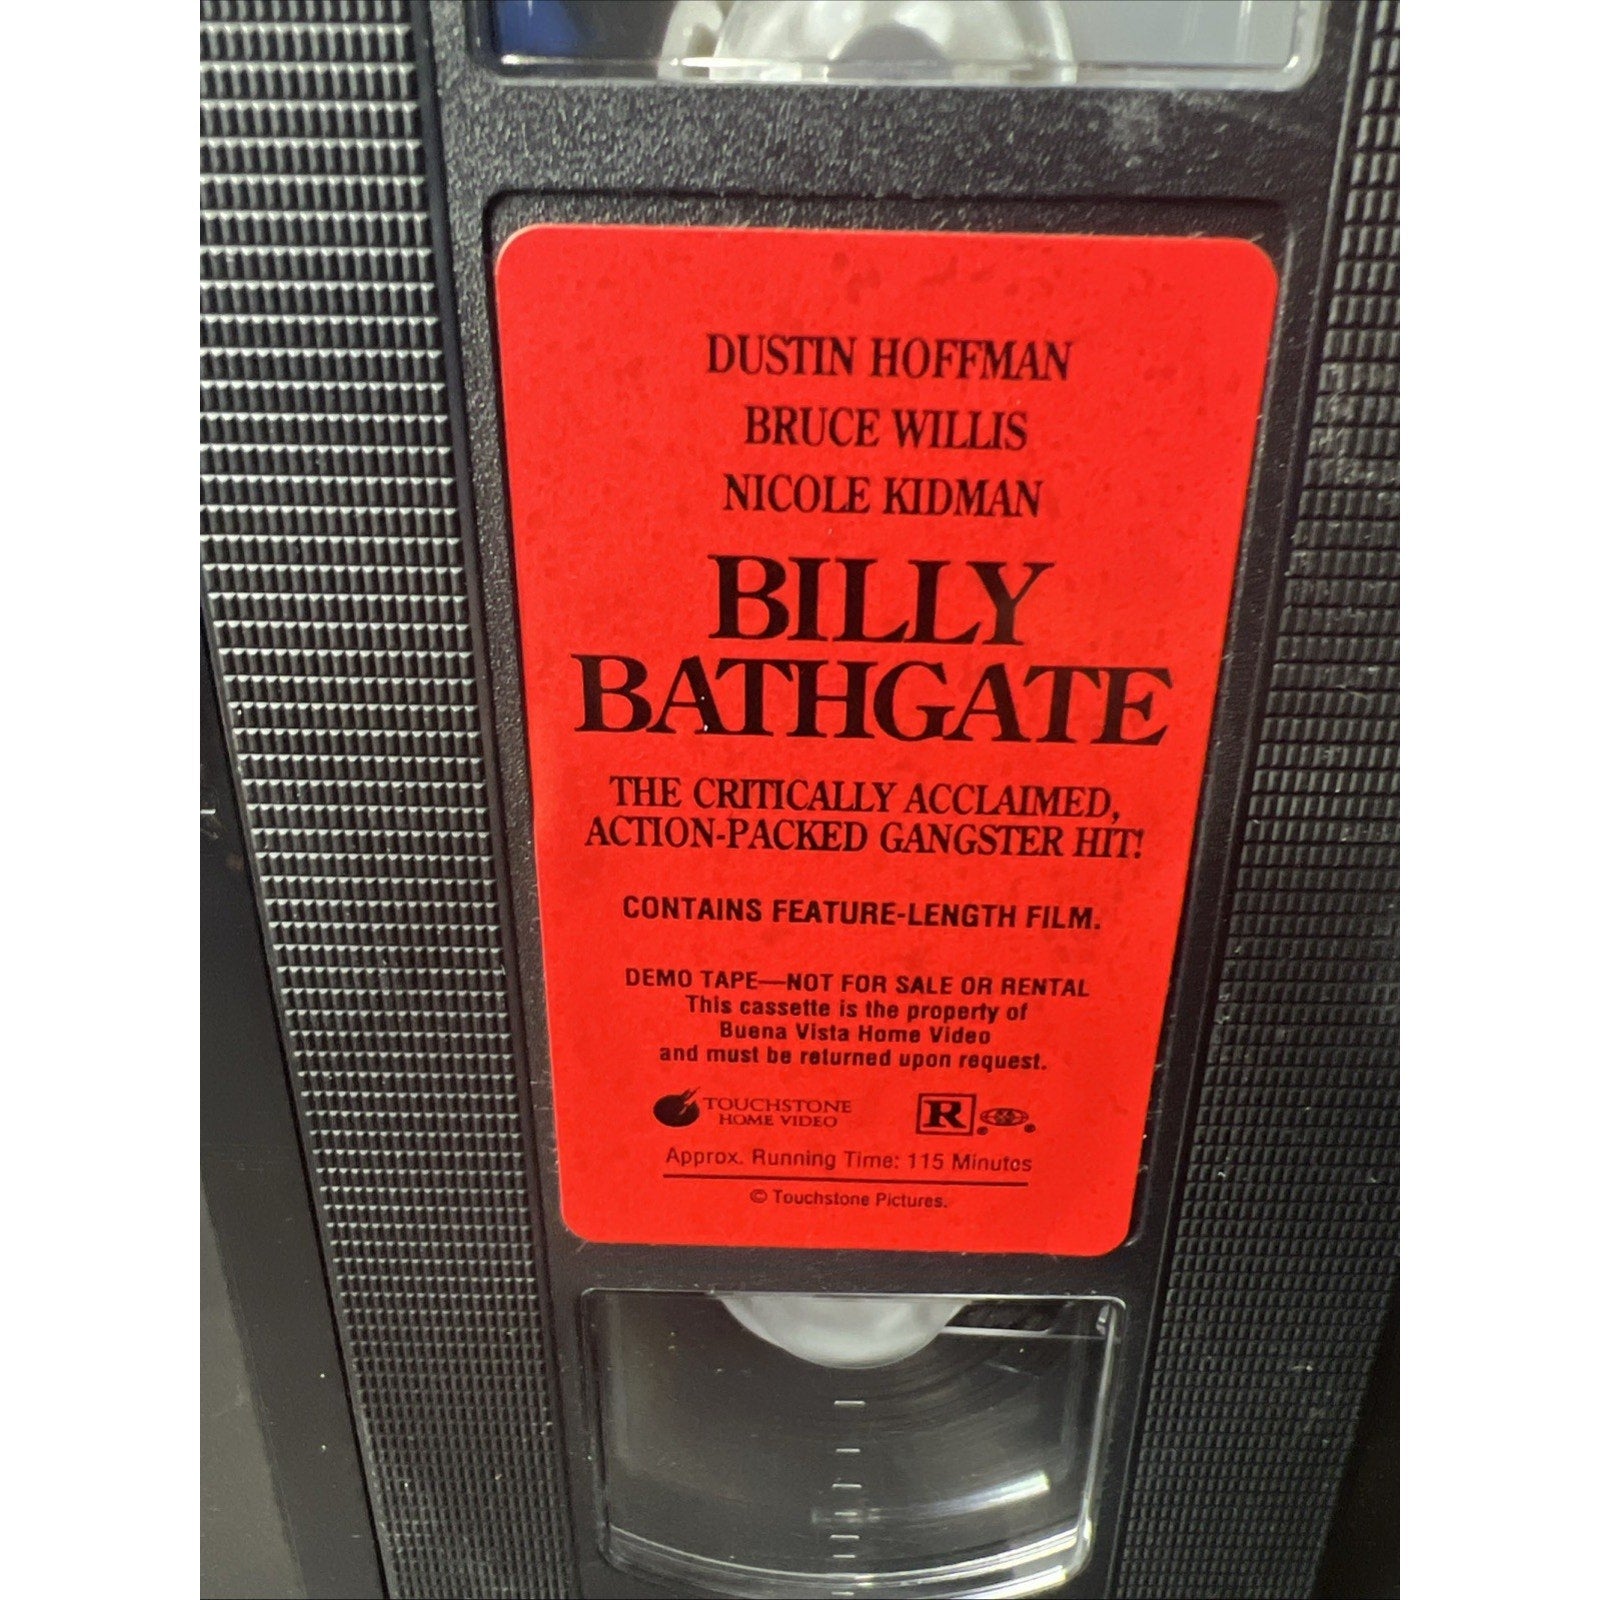 DUSTIN HOFFMAN
BRUCE WILLIS
NICOLE KIDMAN
BILLY
BATHGATE
THE CRITICALLY ACCLAIMED,
ACTION-PACKED GANGSTER HIT!
CONTAINS FEATURE-LENGTH FILM.
DEMO TAPE—NOT FOR SALE OR RENTAL
This cassette is the property of
Buena Vista Home Video
and must be returned upon request.
TOUCHSTONE
HOME VIDEO
R ® ®
Approx. Running Time: 115 Minutes
© Touchstone Pictures.